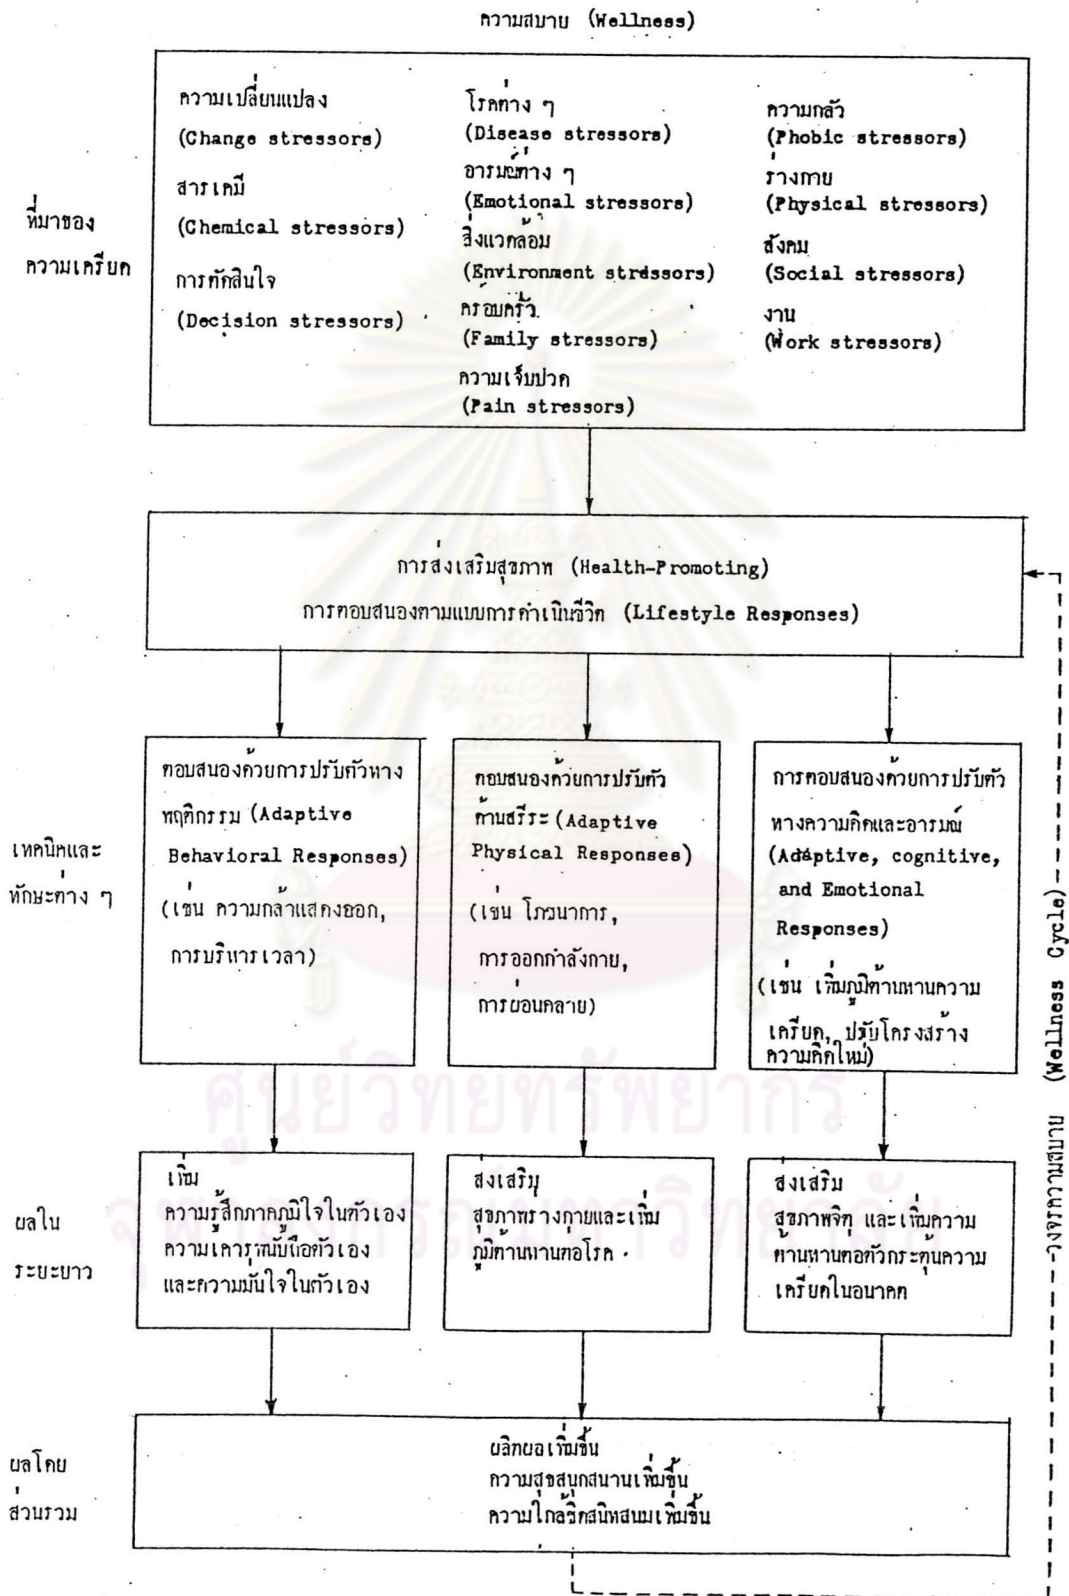 ความสบาย (Wellness)
ที่มาของ
ความเครียด
ความเปลี่ยนแปลง
(Change stressors)
สารเคมี
(Chemical stressors)
การตัดสินใจ
(Decision stressors)
โรคต่าง ๆ
(Disease stressors)
อารมณ์ต่าง ๆ
(Emotional stressors)
สิ่งแวดล้อม
(Environment stressors)
ครอบครัว
(Family stressors)
ความเจ็บปวด
(Pain stressors)
ความกลัว
(Phobic stressors)
ร่างกาย
(Physical stressors)
สังคม
(Social stressors)
งาน
(Work stressors)
การส่งเสริมสุขภาพ (Health-Promoting)
การตอบสนองตามแบบการดำเนินชีวิต (Lifestyle Responses)
เทคนิคและ
ทักษะต่าง ๆ
ตอบสนองด้วยการปรับตัวทาง
พฤติกรรม (Adaptive
Behavioral Responses)
(เช่น ความกล้าแสดงออก,
การบริหารเวลา)
ตอบสนองด้วยการปรับตัว
ด้านสรีระ (Adaptive
Physical Responses)
(เช่น โภชนาการ,
การออกกำลังกาย,
การผ่อนคลาย)
การตอบสนองด้วยการปรับตัว
ทางความคิดและอารมณ์
(Adaptive, cognitive,
and Emotional
Responses)
(เช่น เพิ่มภูมิต้านทานความ
เครียด, ปรับโครงสร้าง
ความคิดใหม่)
ผลใน
ระยะยาว
เพิ่ม
ความรู้สึกภาคภูมิใจในตัวเอง
ความเคารพนับถือตัวเอง
และความมั่นใจในตัวเอง
ส่งเสริม
สุขภาพร่างกายและเพิ่ม
ภูมิต้านทานต่อโรค
ส่งเสริม
สุขภาพจิต และเพิ่มความ
ต้านทานต่อตัวกระตุ้นความ
เครียดในอนาคต
ผลโดย
ส่วนรวม
ผลิตผลเพิ่มขึ้น
ความสุขสนุกสนานเพิ่มขึ้น
ความใกล้ชิดสนิทสนมเพิ่มขึ้น
วงจรความสบาย (Wellness Cycle)
ศูนย์วิทยทรัพยากร
จุฬาลงกรณ์มหาวิทยาลัย